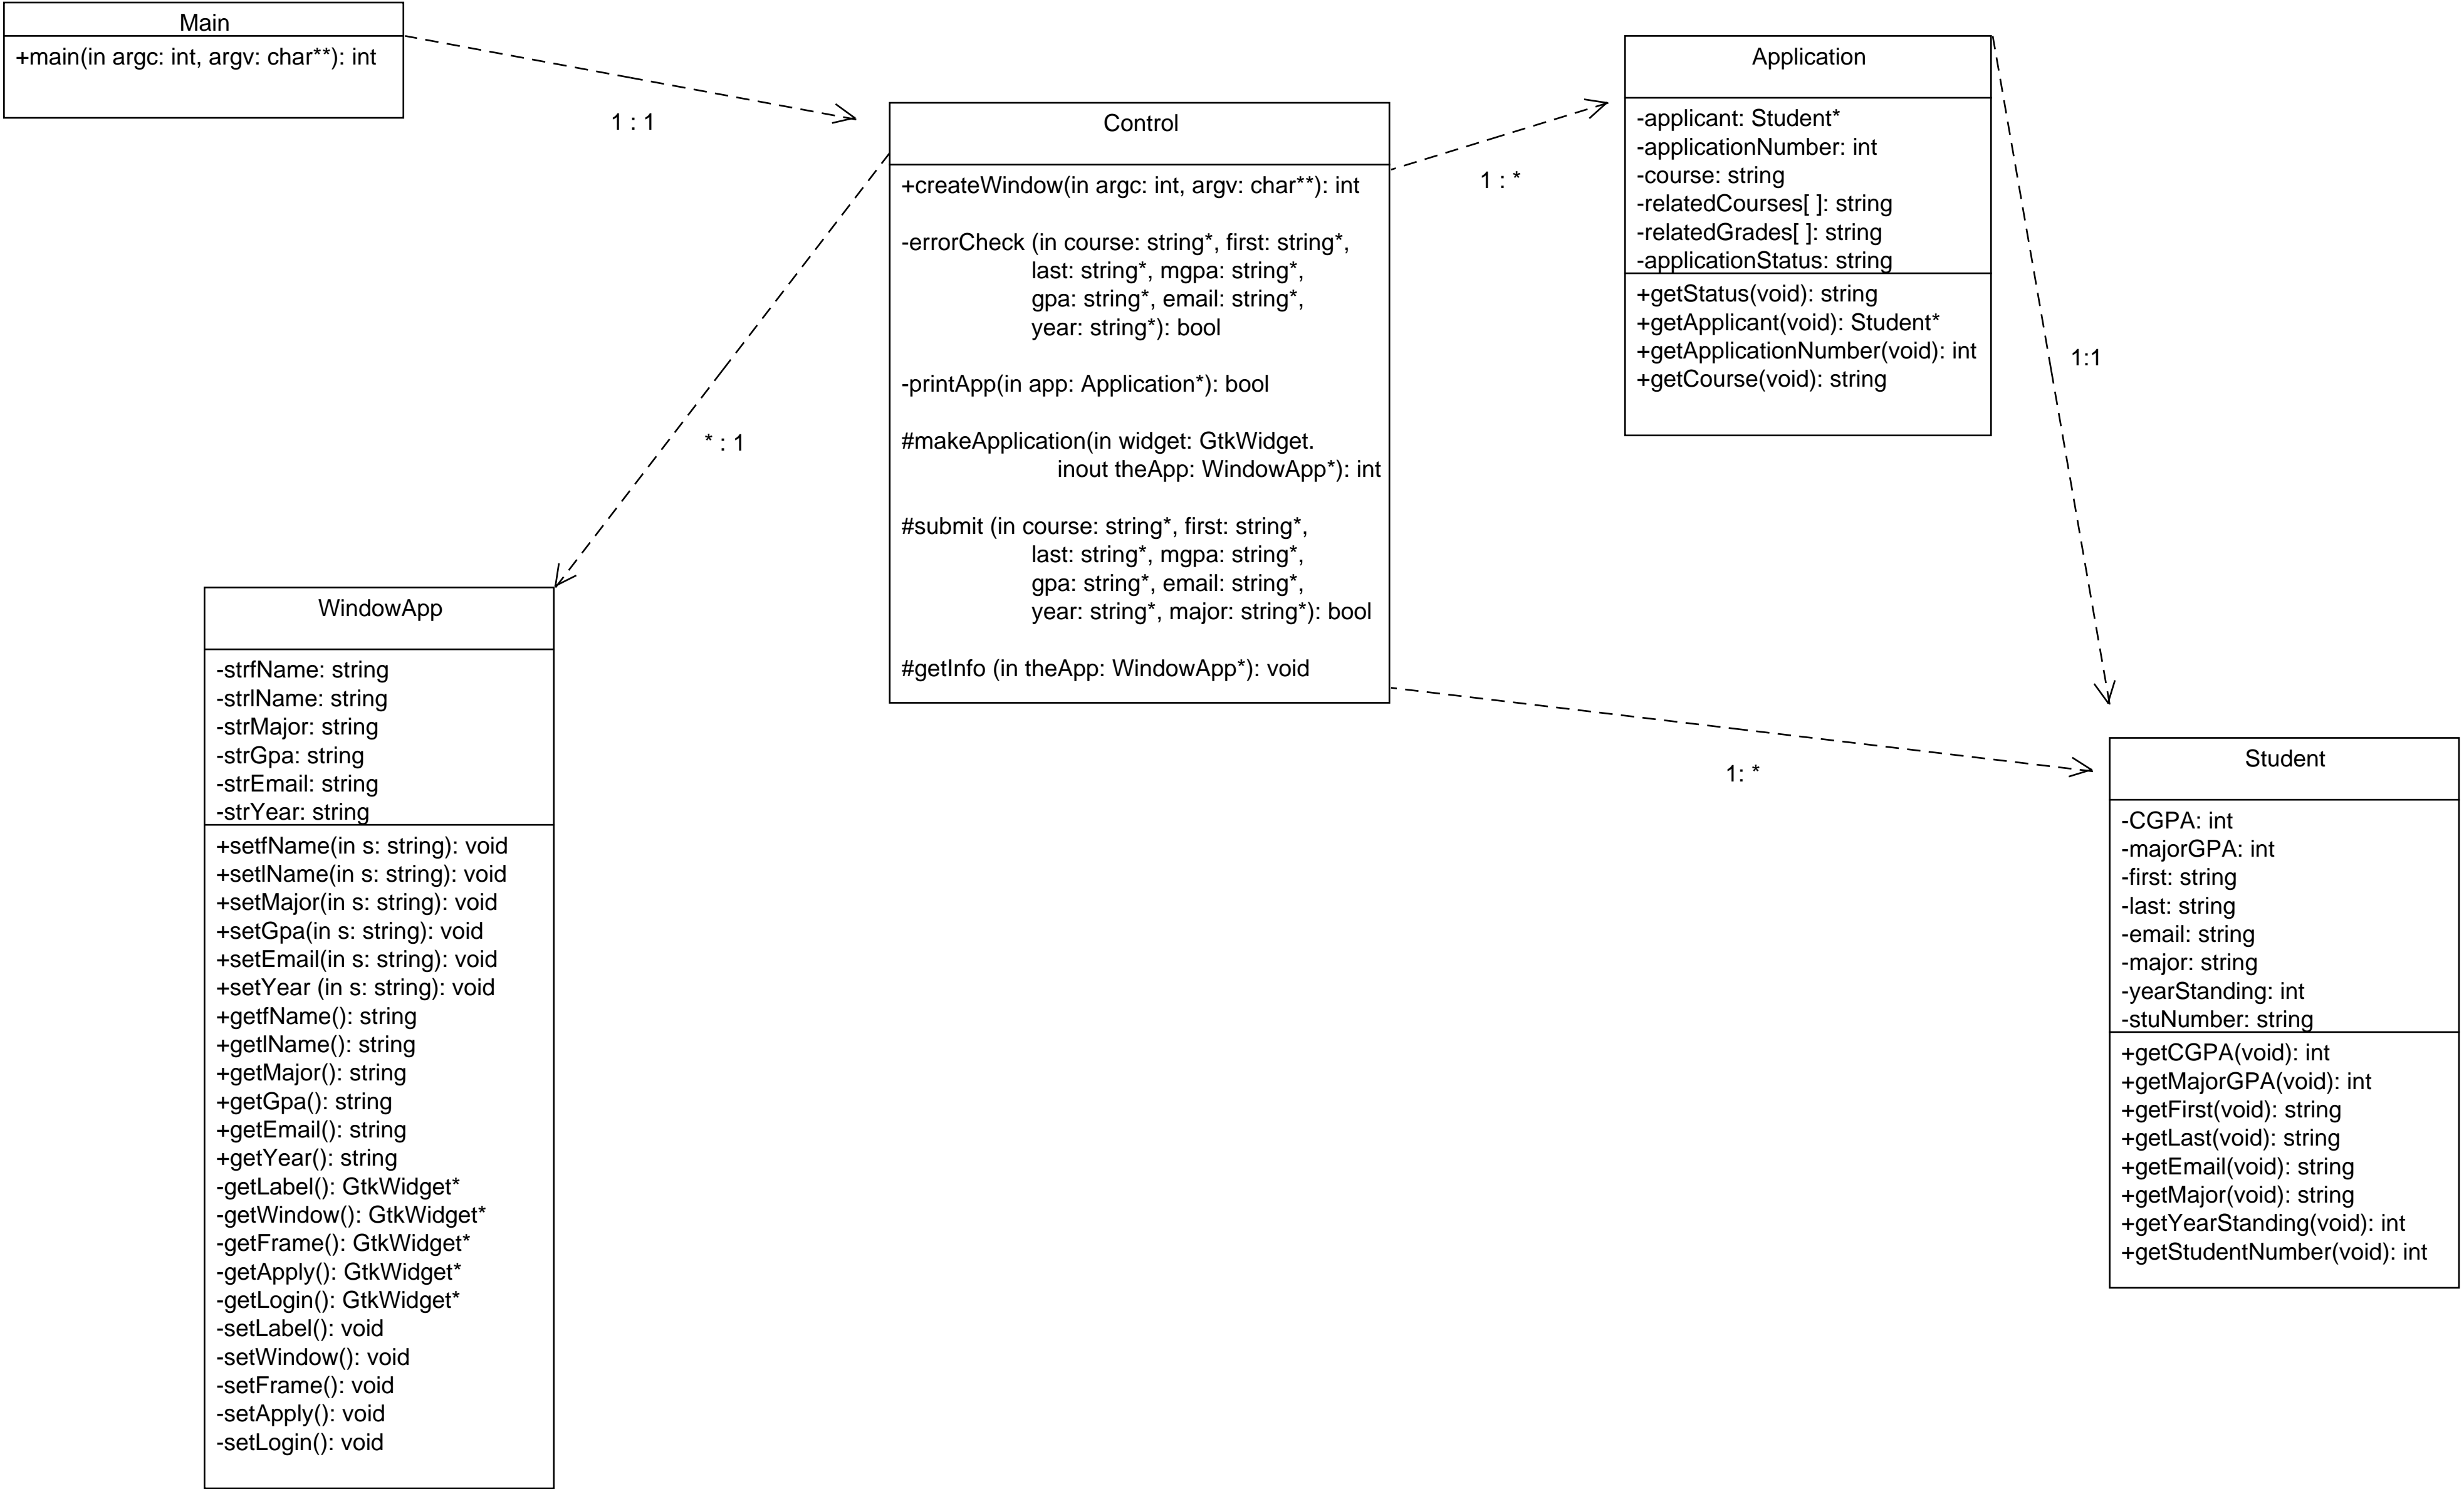 Main
+main(in argc: int, argv: char**): int
1 : 1
Control
+createWindow(in argc: int, argv: char**): int
-errorCheck (in course: string*, first: string*,
last: string*, mgpa: string*,
gpa: string*, email: string*,
year: string*): bool
-printApp(in app: Application*): bool
#makeApplication(in widget: GtkWidget.
inout theApp: WindowApp*): int
#submit (in course: string*, first: string*,
last: string*, mgpa: string*,
gpa: string*, email: string*,
year: string*, major: string*): bool
#getInfo (in theApp: WindowApp*): void
1 : *
Application
-applicant: Student*
-applicationNumber: int
-course: string
-relatedCourses[ ]: string
-relatedGrades[ ]: string
-applicationStatus: string
+getStatus(void): string
+getApplicant(void): Student*
+getApplicationNumber(void): int
+getCourse(void): string
1:1
* : 1
WindowApp
-strfName: string
-strlName: string
-strMajor: string
-strGpa: string
-strEmail: string
-strYear: string
+setfName(in s: string): void
+setlName(in s: string): void
+setMajor(in s: string): void
+setGpa(in s: string): void
+setEmail(in s: string): void
+setYear (in s: string): void
+getfName(): string
+getlName(): string
+getMajor(): string
+getGpa(): string
+getEmail(): string
+getYear(): string
-getLabel(): GtkWidget*
-getWindow(): GtkWidget*
-getFrame(): GtkWidget*
-getApply(): GtkWidget*
-getLogin(): GtkWidget*
-setLabel(): void
-setWindow(): void
-setFrame(): void
-setApply(): void
-setLogin(): void
1: *
Student
-CGPA: int
-majorGPA: int
-first: string
-last: string
-email: string
-major: string
-yearStanding: int
-stuNumber: string
+getCGPA(void): int
+getMajorGPA(void): int
+getFirst(void): string
+getLast(void): string
+getEmail(void): string
+getMajor(void): string
+getYearStanding(void): int
+getStudentNumber(void): int